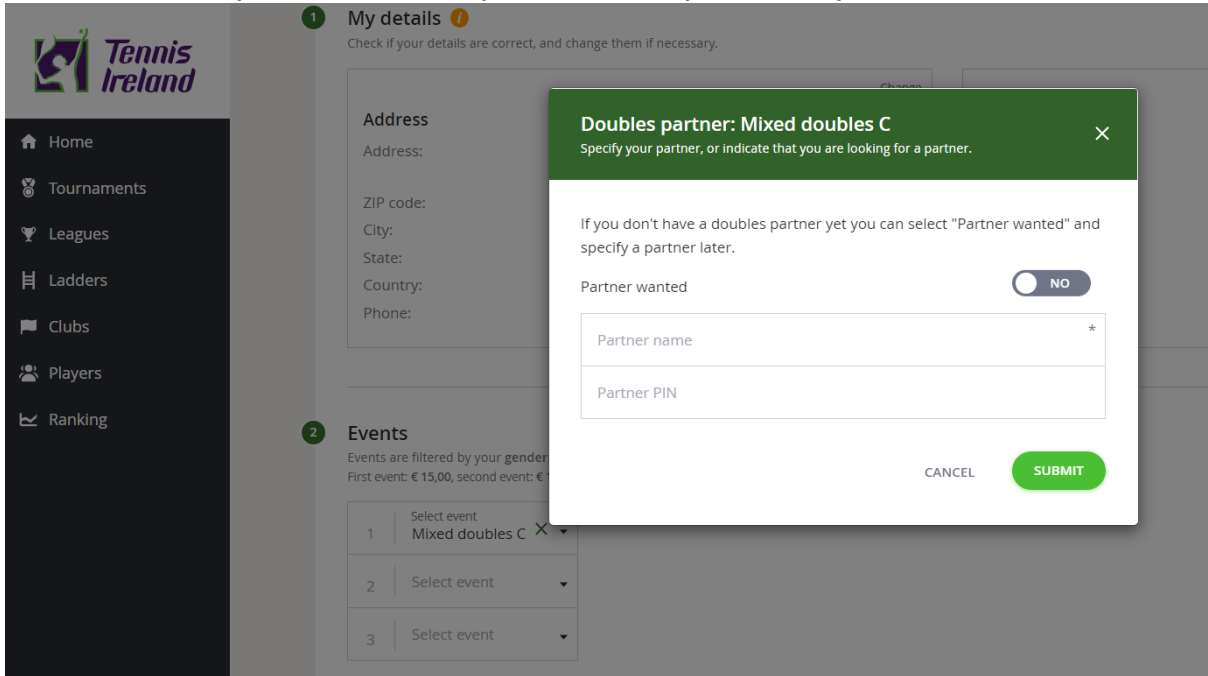 Tennis
Ireland
Home
Tournaments
Leagues
Ladders
Clubs
Players
Ranking
1 My details
Check if your details are correct, and change them if necessary.
Change
Address
Address:
ZIP code:
City:
State:
Country:
Phone:
2 Events
Events are filtered by your gender
First event: € 15,00, second event: €
Select event
1 Mixed doubles C
2 Select event
3 Select event
Doubles partner: Mixed doubles C
Specify your partner, or indicate that you are looking for a partner.
If you don't have a doubles partner yet you can select "Partner wanted" and
specify a partner later.
Partner wanted NO
Partner name *
Partner PIN
CANCEL SUBMIT